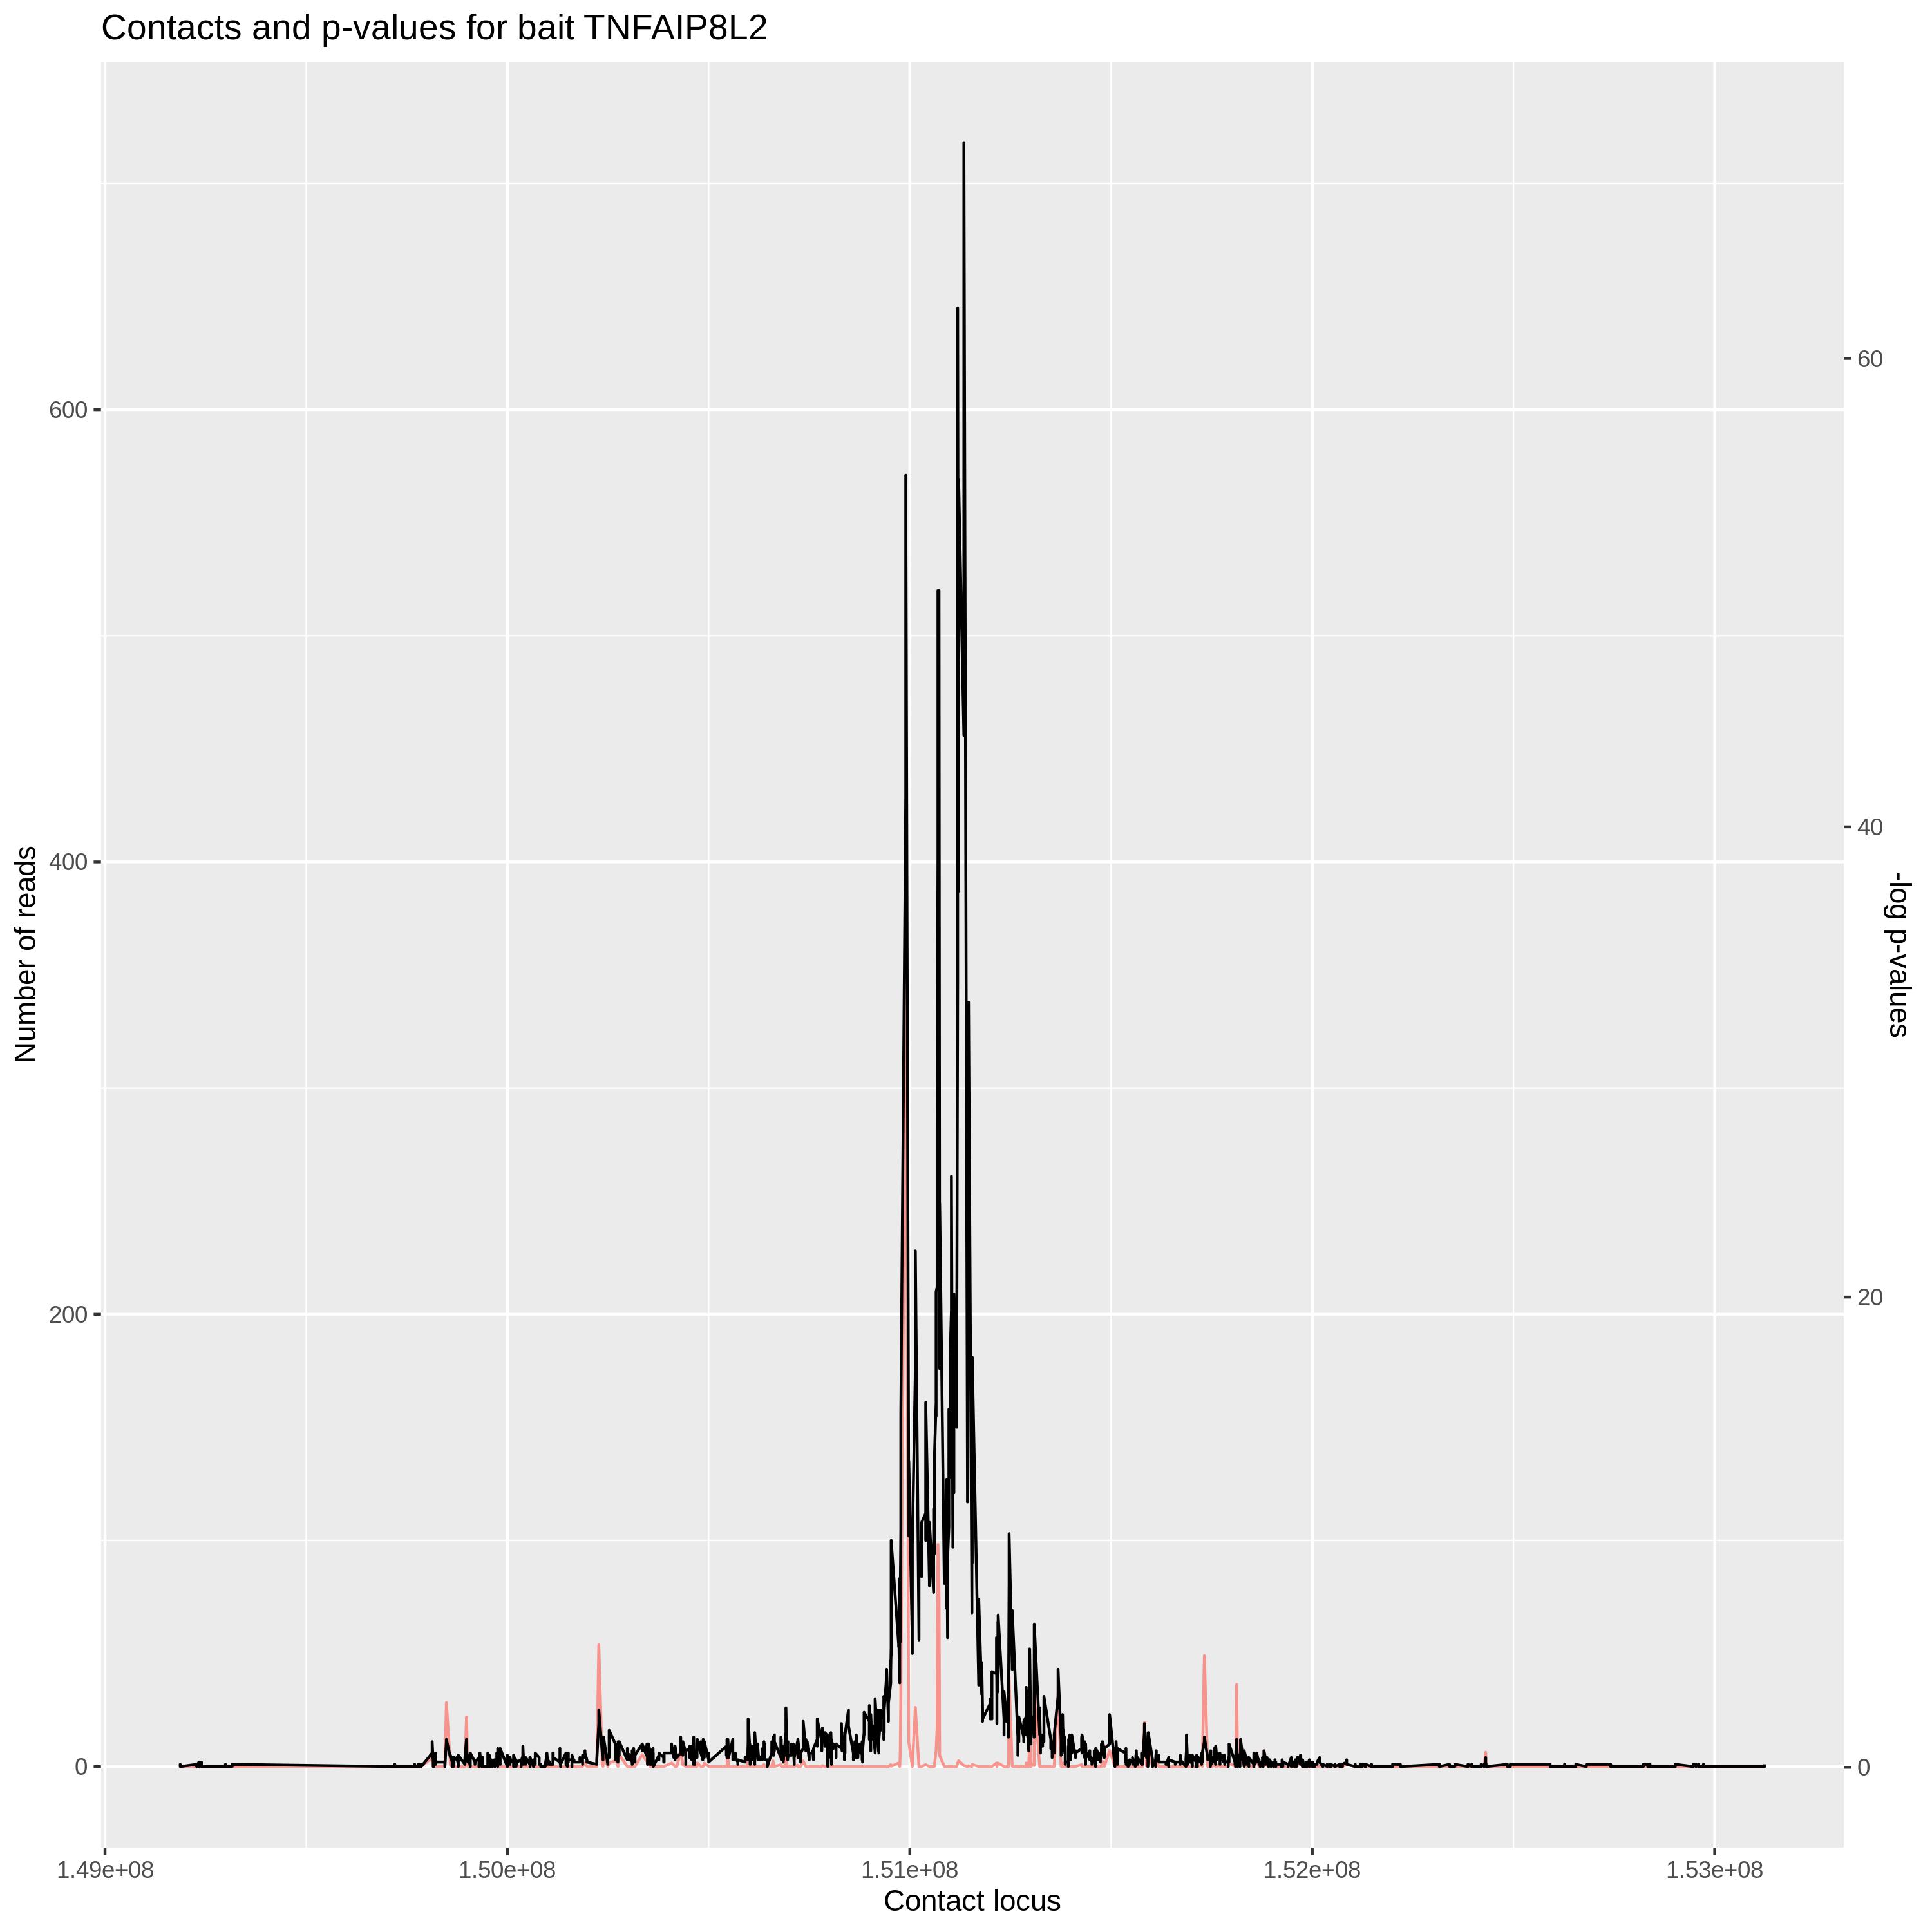 Contacts and p-values for bait TNFAIP8L2
Number of reads
600
400
200
0
60
40
20
0
-log p-values
1.49e+08
1.50e+08
1.51e+08
1.52e+08
1.53e+08
Contact locus